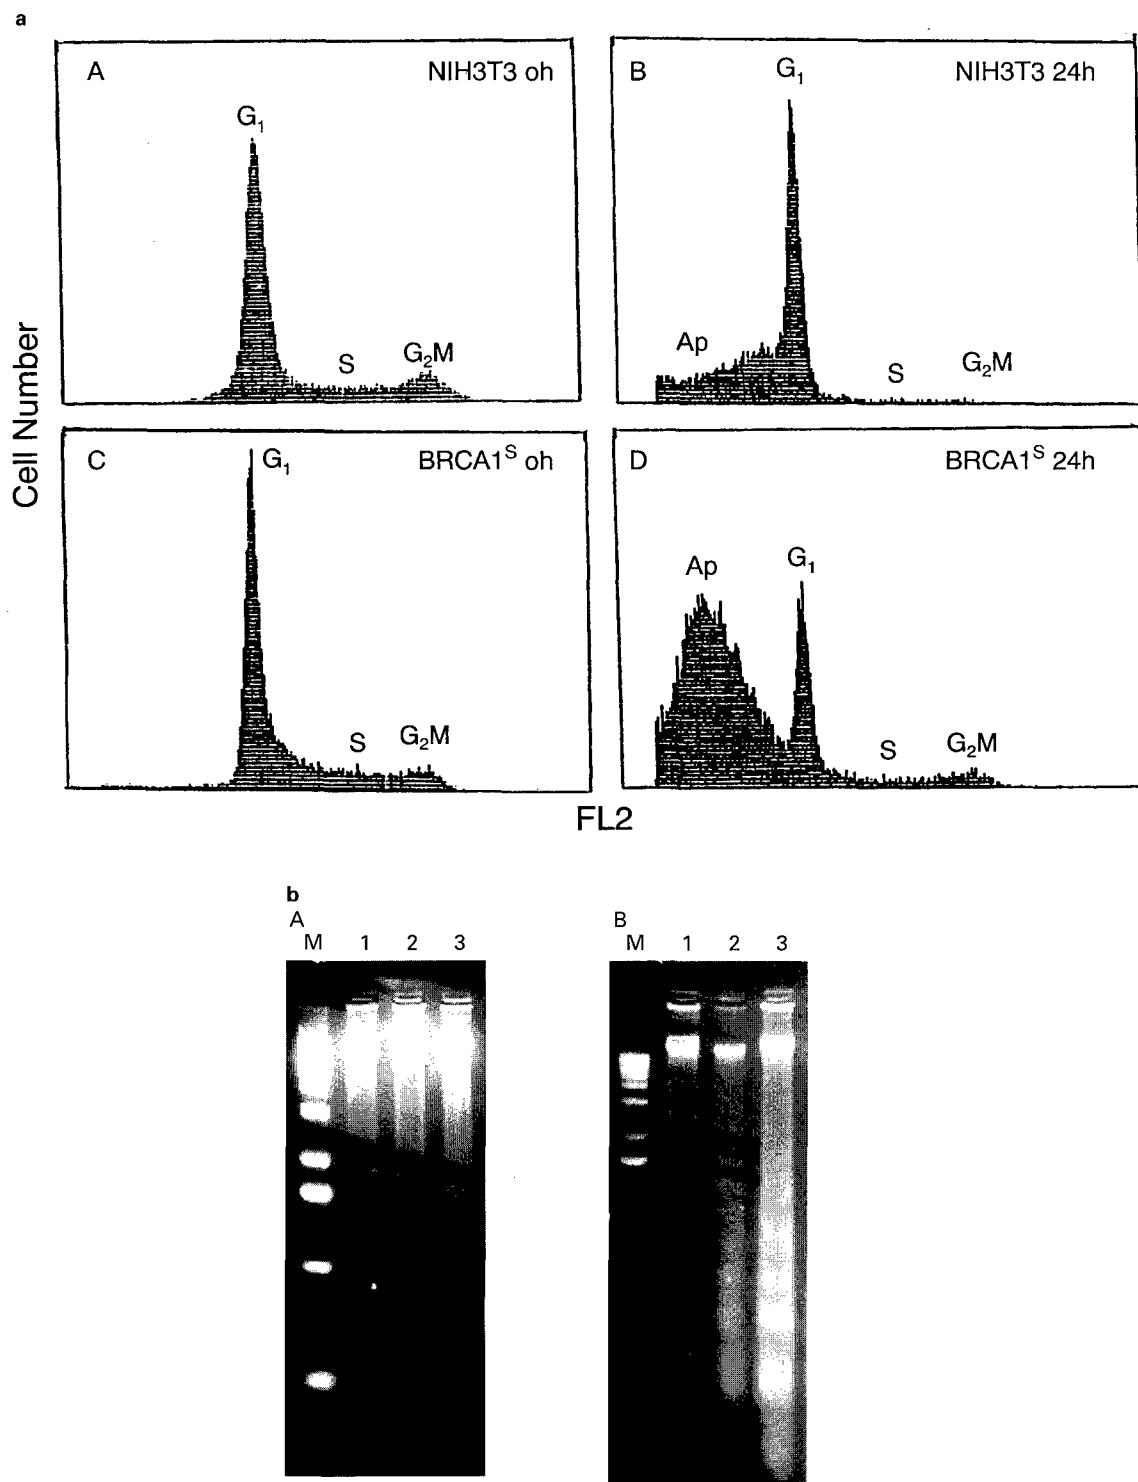 a
A NIH3T3 oh
G₁
S
G₂M
B NIH3T3 24h
G₁
Ap
S
G₂M
Cell Number
C BRCA1ˢ oh
G₁
S
G₂M
D BRCA1ˢ 24h
Ap
G₁
S
G₂M
FL2
b
A
M 1 2 3
B
M 1 2 3